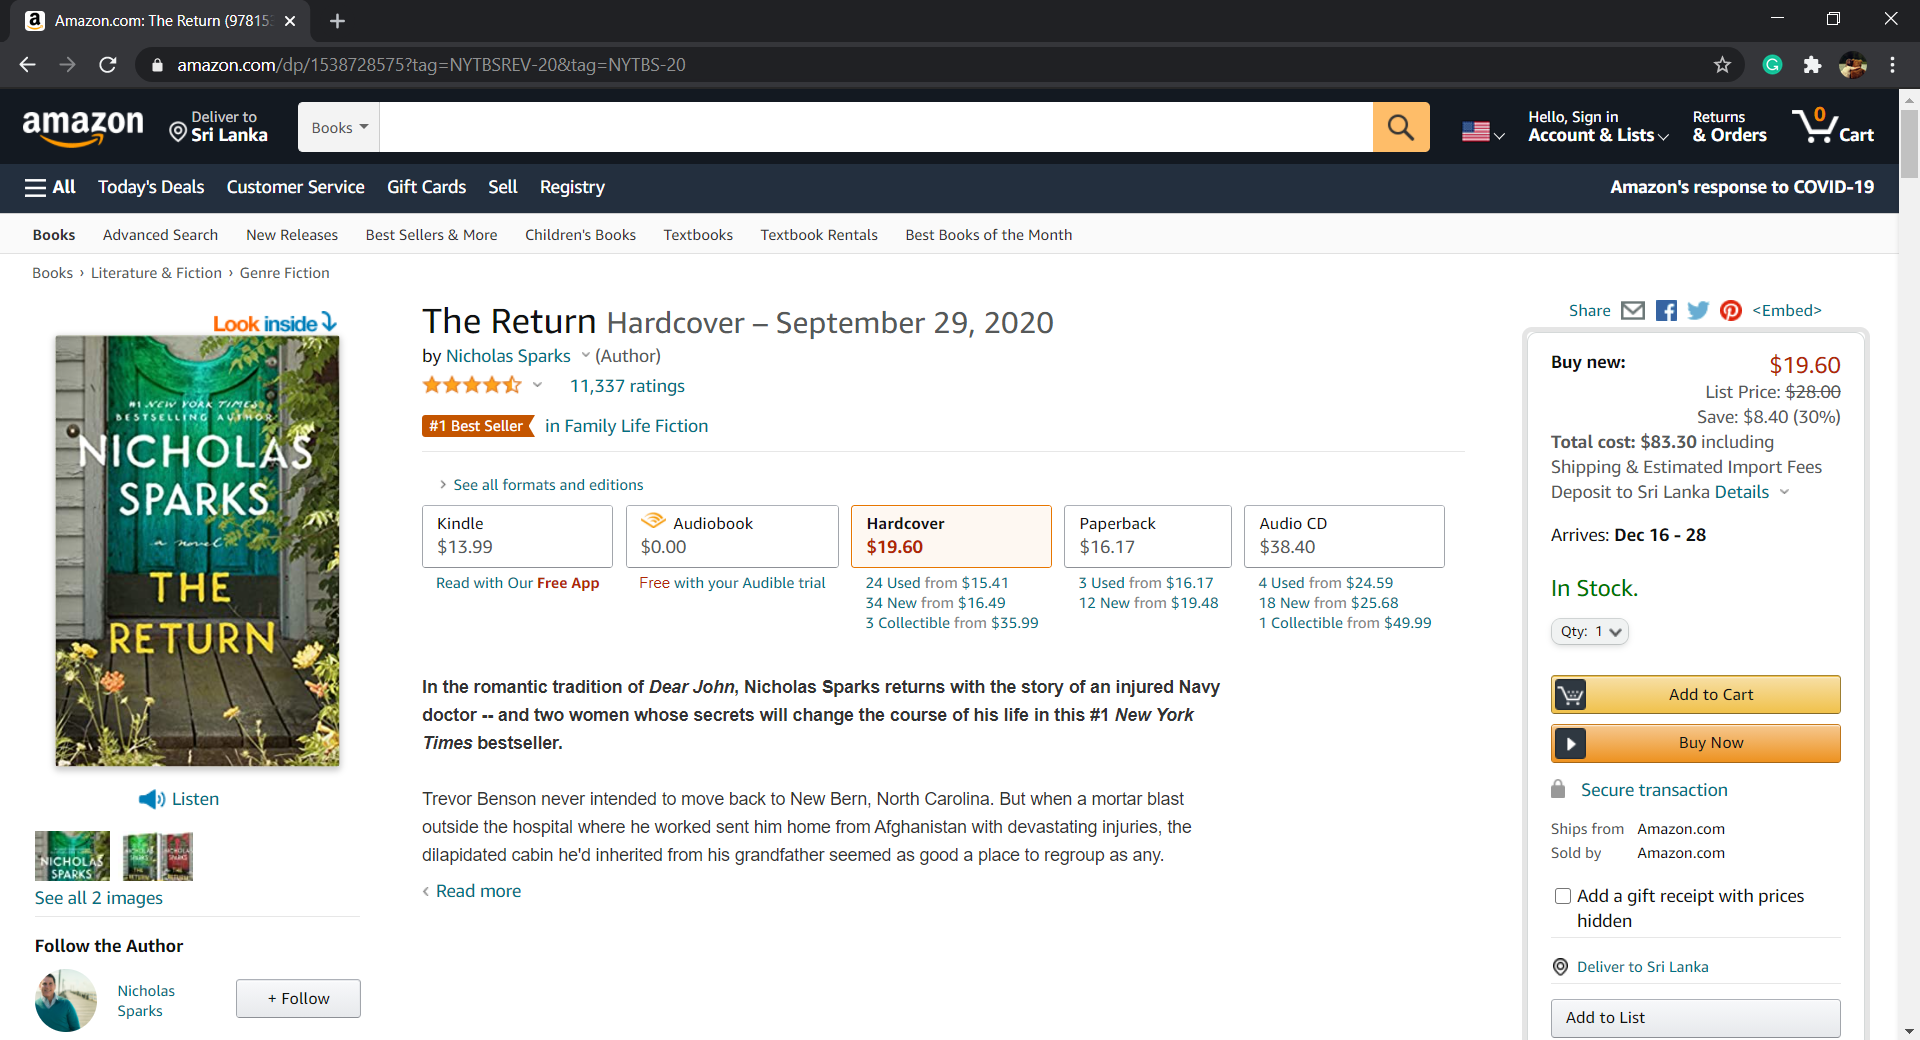 Amazon.com: The Return (97815
amazon.com/dp/1538728575?tag=NYTBSREV-20&tag=NYTBS-20
amazon
Deliver to
Sri Lanka
Books
Hello, Sign in
Account & Lists
Returns
& Orders
0
Cart
All Today's Deals Customer Service Gift Cards Sell Registry
Amazon's response to COVID-19
Books Advanced Search New Releases Best Sellers & More Children's Books Textbooks Textbook Rentals Best Books of the Month
Books › Literature & Fiction › Genre Fiction
Look inside
#1 NEW YORK TIMES
BESTSELLING AUTHOR
NICHOLAS
SPARKS
a novel
THE
RETURN
Listen
NICHOLAS
SPARKS
See all 2 images
Follow the Author
Nicholas
Sparks
+ Follow
The Return Hardcover – September 29, 2020
by Nicholas Sparks (Author)
11,337 ratings
#1 Best Seller in Family Life Fiction
› See all formats and editions
Kindle
$13.99
Read with Our Free App
Audiobook
$0.00
Free with your Audible trial
Hardcover
$19.60
24 Used from $15.41
34 New from $16.49
3 Collectible from $35.99
Paperback
$16.17
3 Used from $16.17
12 New from $19.48
Audio CD
$38.40
4 Used from $24.59
18 New from $25.68
1 Collectible from $49.99
In the romantic tradition of Dear John, Nicholas Sparks returns with the story of an injured Navy
doctor -- and two women whose secrets will change the course of his life in this #1 New York
Times bestseller.
Trevor Benson never intended to move back to New Bern, North Carolina. But when a mortar blast
outside the hospital where he worked sent him home from Afghanistan with devastating injuries, the
dilapidated cabin he'd inherited from his grandfather seemed as good a place to regroup as any.
‹ Read more
Share <Embed>
Buy new: $19.60
List Price: $28.00
Save: $8.40 (30%)
Total cost: $83.30 including
Shipping & Estimated Import Fees
Deposit to Sri Lanka Details
Arrives: Dec 16 - 28
In Stock.
Qty: 1
Add to Cart
Buy Now
Secure transaction
Ships from Amazon.com
Sold by Amazon.com
Add a gift receipt with prices
hidden
Deliver to Sri Lanka
Add to List